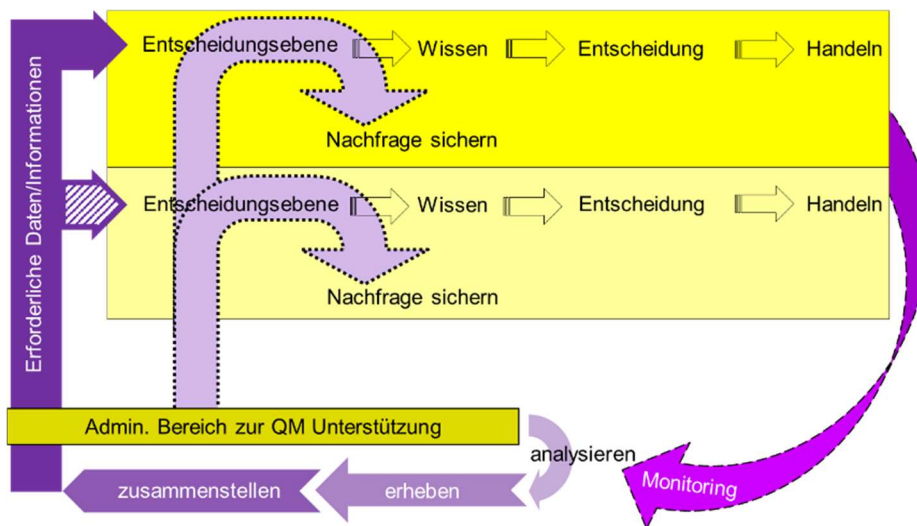 Erforderliche Daten/Informationen
Entscheidungsebene Wissen Entscheidung Handeln
Nachfrage sichern
Entscheidungsebene Wissen Entscheidung Handeln
Nachfrage sichern
Admin. Bereich zur QM Unterstützung
analysieren
Monitoring
zusammenstellen erheben